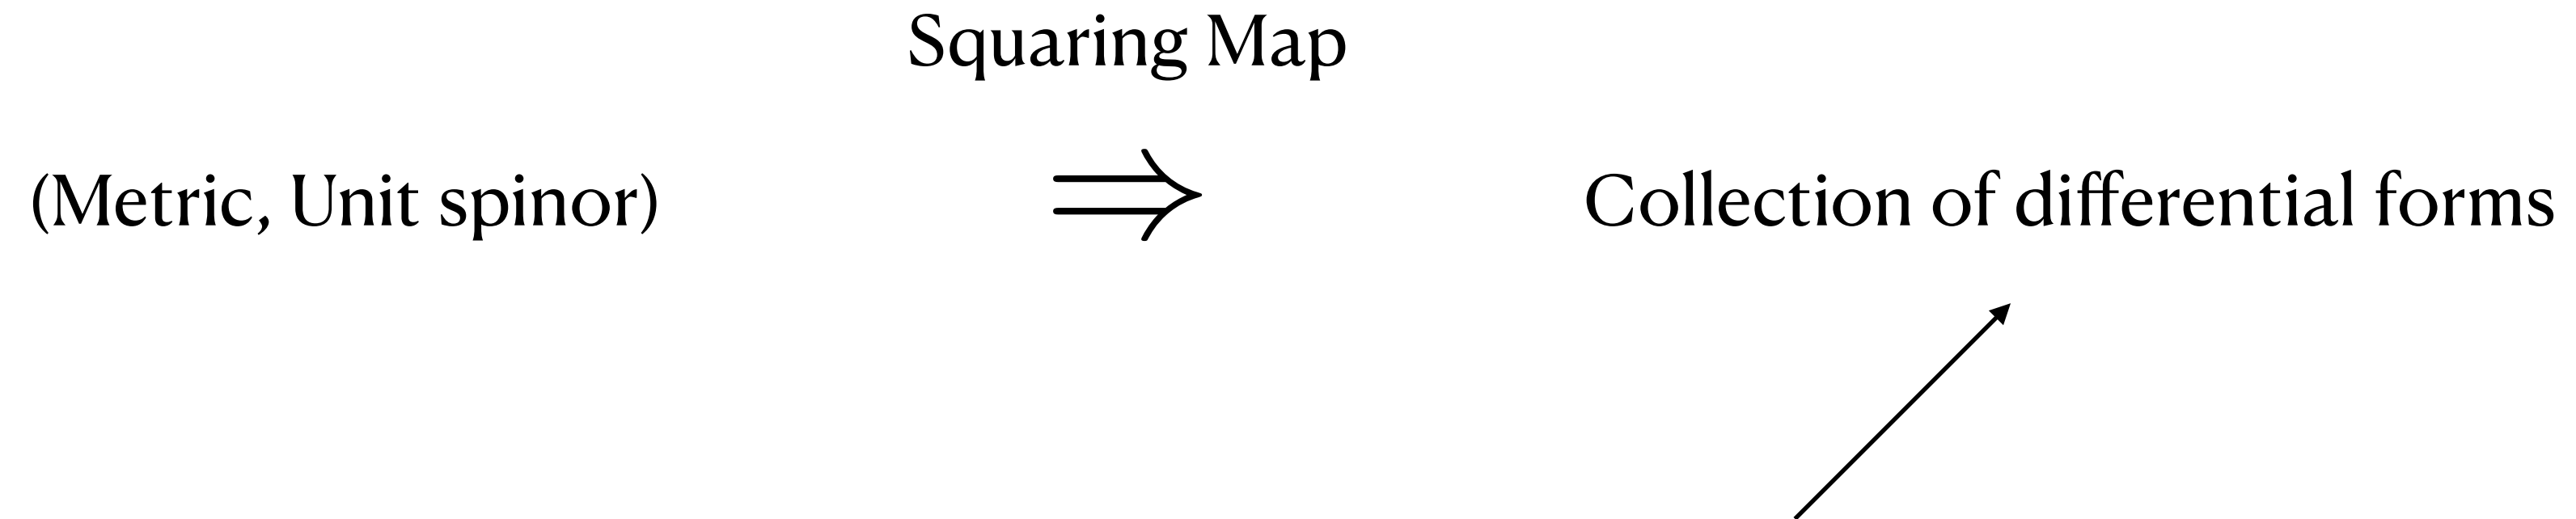 Squaring Map
(Metric, Unit spinor)
⇒
Collection of differential forms